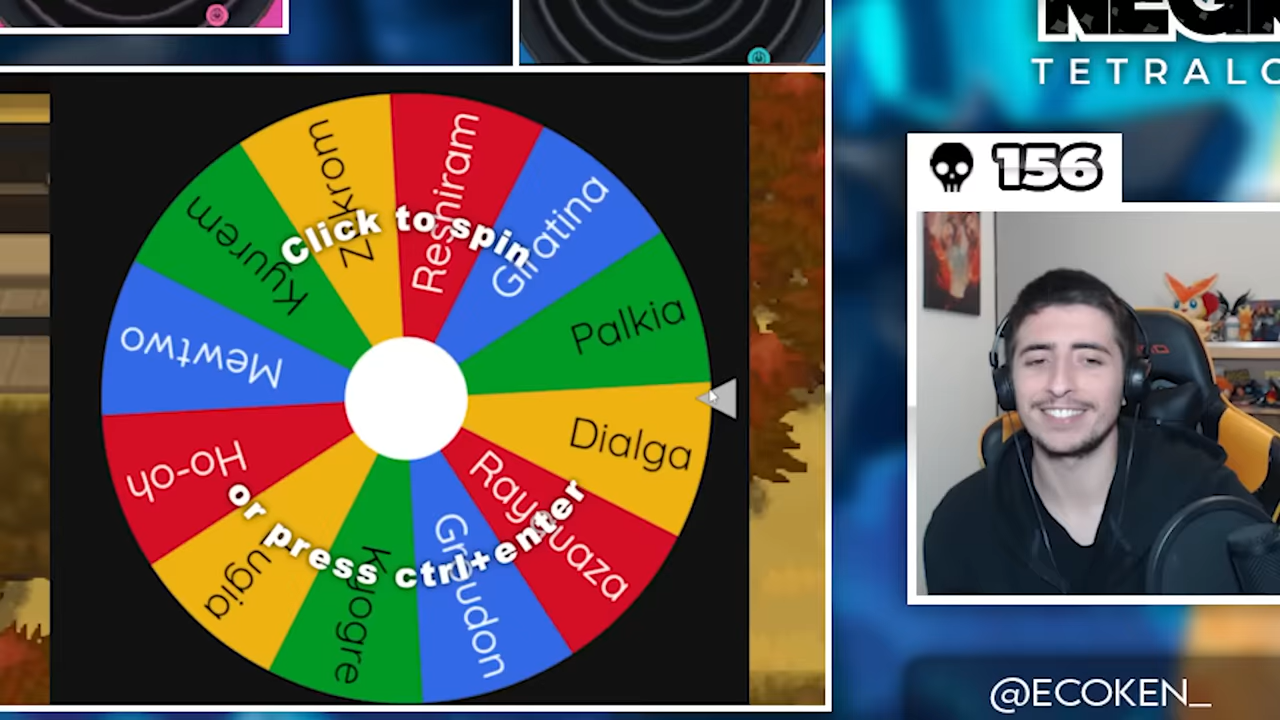 TETRALO
156
Zekrom
Reshiram
Giratina
Kyurem
Click to spin
Palkia
Mewtwo
Dialga
Ho-oh
Rayquaza
or press ctrl+enter
Lugia
Kyogre
Groudon
@ECOKEN_